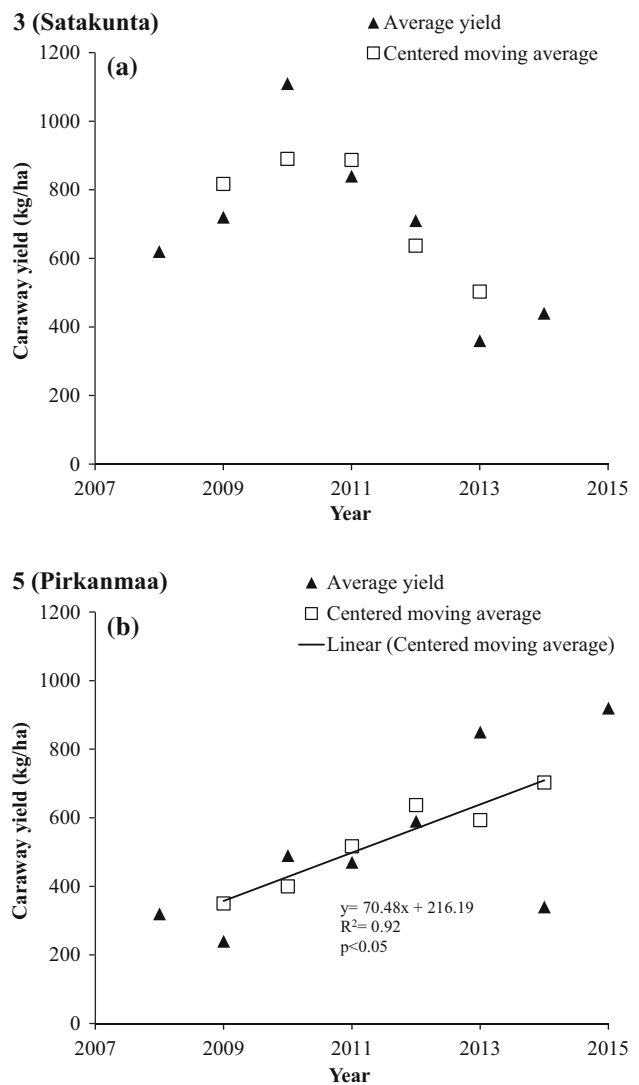 3 (Satakunta)
▲ Average yield
□ Centered moving average
(a)
Caraway yield (kg/ha)
1200
1000
800
600
400
200
0
2007 2009 2011 2013 2015
Year
5 (Pirkanmaa)
▲ Average yield
□ Centered moving average
— Linear (Centered moving average)
(b)
Caraway yield (kg/ha)
1200
1000
800
600
400
200
0
y= 70.48x + 216.19
R²= 0.92
p<0.05
2007 2009 2011 2013 2015
Year